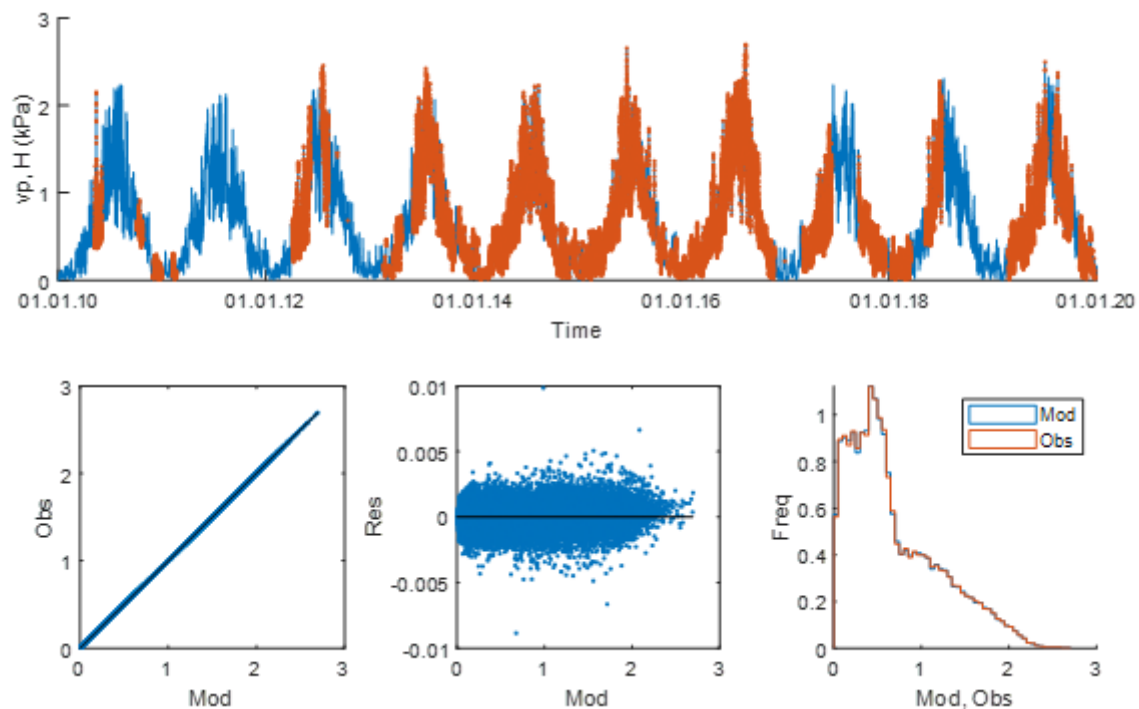 3
2
1
0
vp, H (kPa)
01.01.10 01.01.12 01.01.14 01.01.16 01.01.18 01.01.20
Time
3
2
1
0
Obs
0 1 2 3
Mod
0.01
0.005
0
-0.005
-0.01
Res
0 1 2 3
Mod
1
0.8
0.6
0.4
0.2
0
Freq
Mod
Obs
0 1 2 3
Mod, Obs